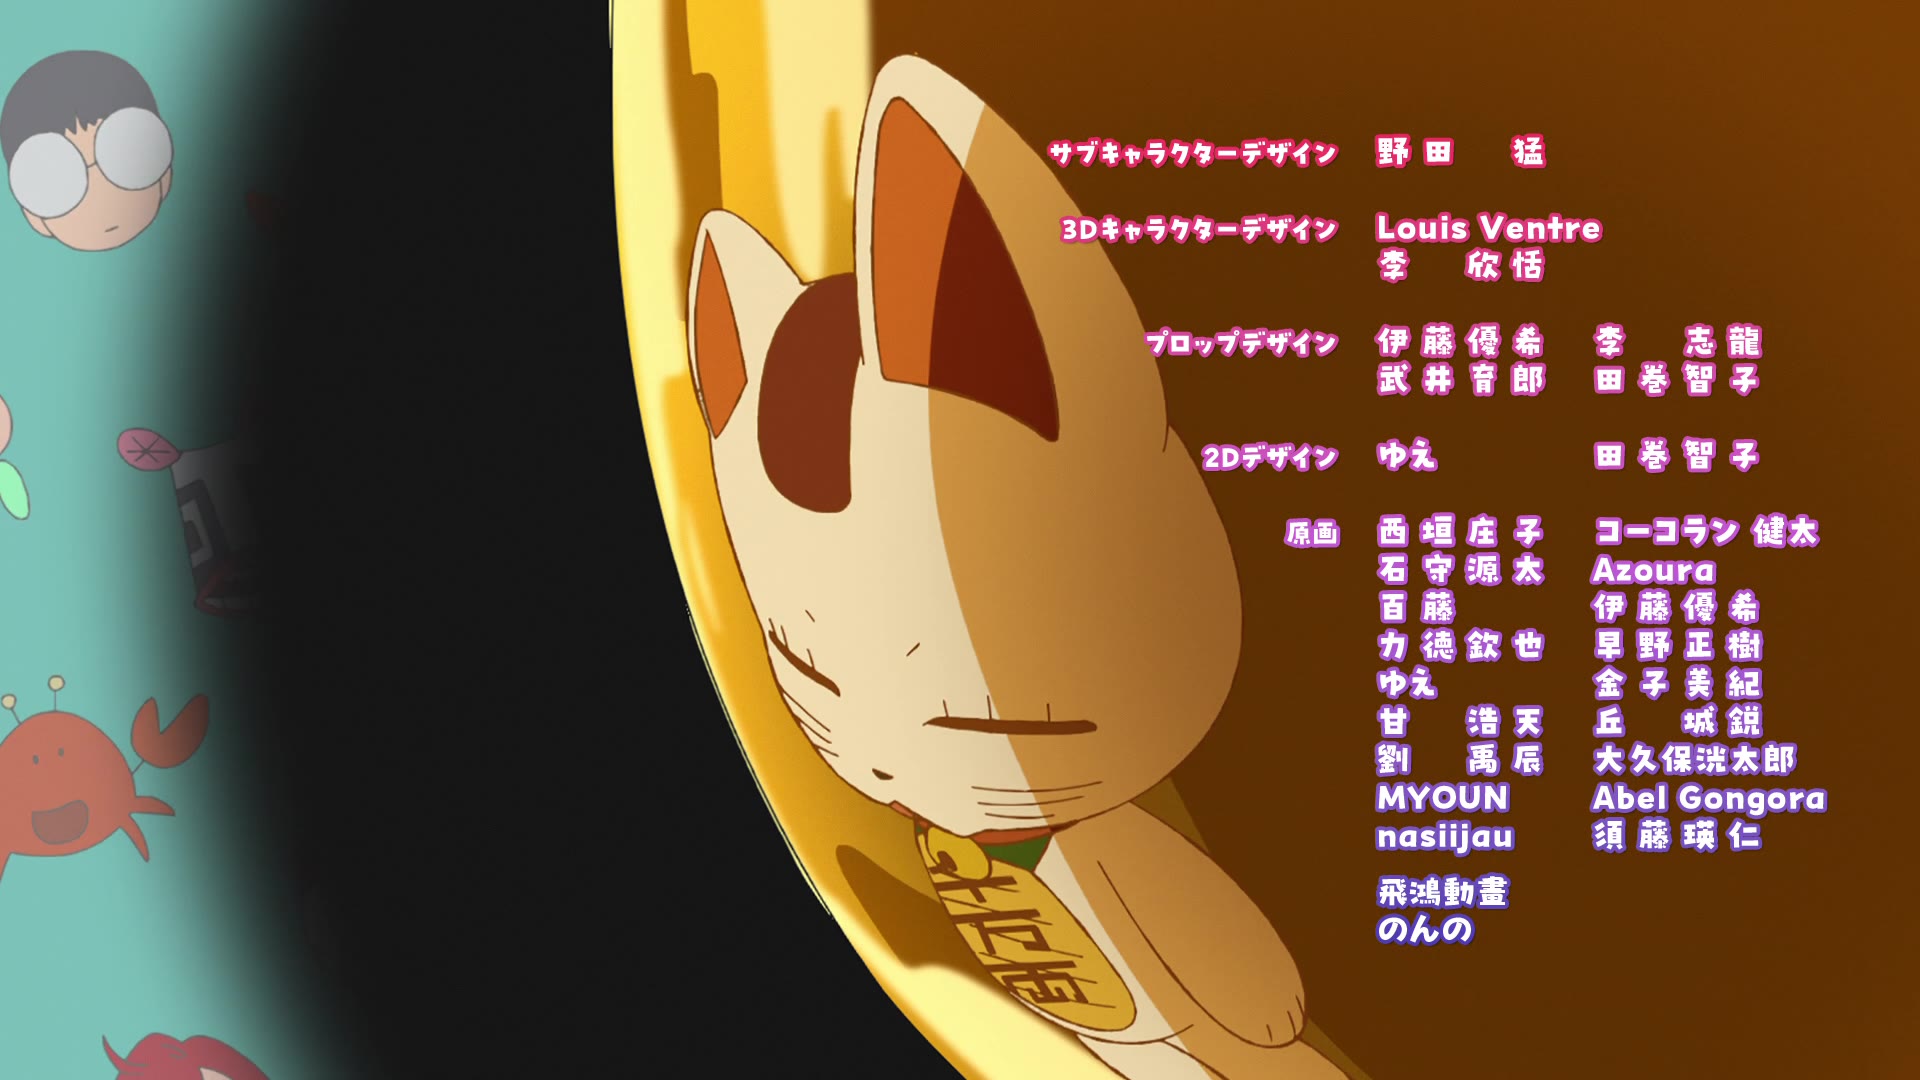 サブキャラクターデザイン 野田 猛
3Dキャラクターデザイン Louis Ventre
李 欣恬
プロップデザイン 伊藤優希 李 志龍
武井育郎 田巻智子
2Dデザイン ゆえ 田巻智子
原画 西垣庄子 コーコラン 健太
石守源太 Azoura
百藤 伊藤優希
力徳欽也 早野正樹
ゆえ 金子美紀
甘 浩天 丘 城鋭
劉 禹辰 大久保洸太郎
MYOUN Abel Gongora
nasiijau 須藤瑛仁
飛鴻動畫
のんの